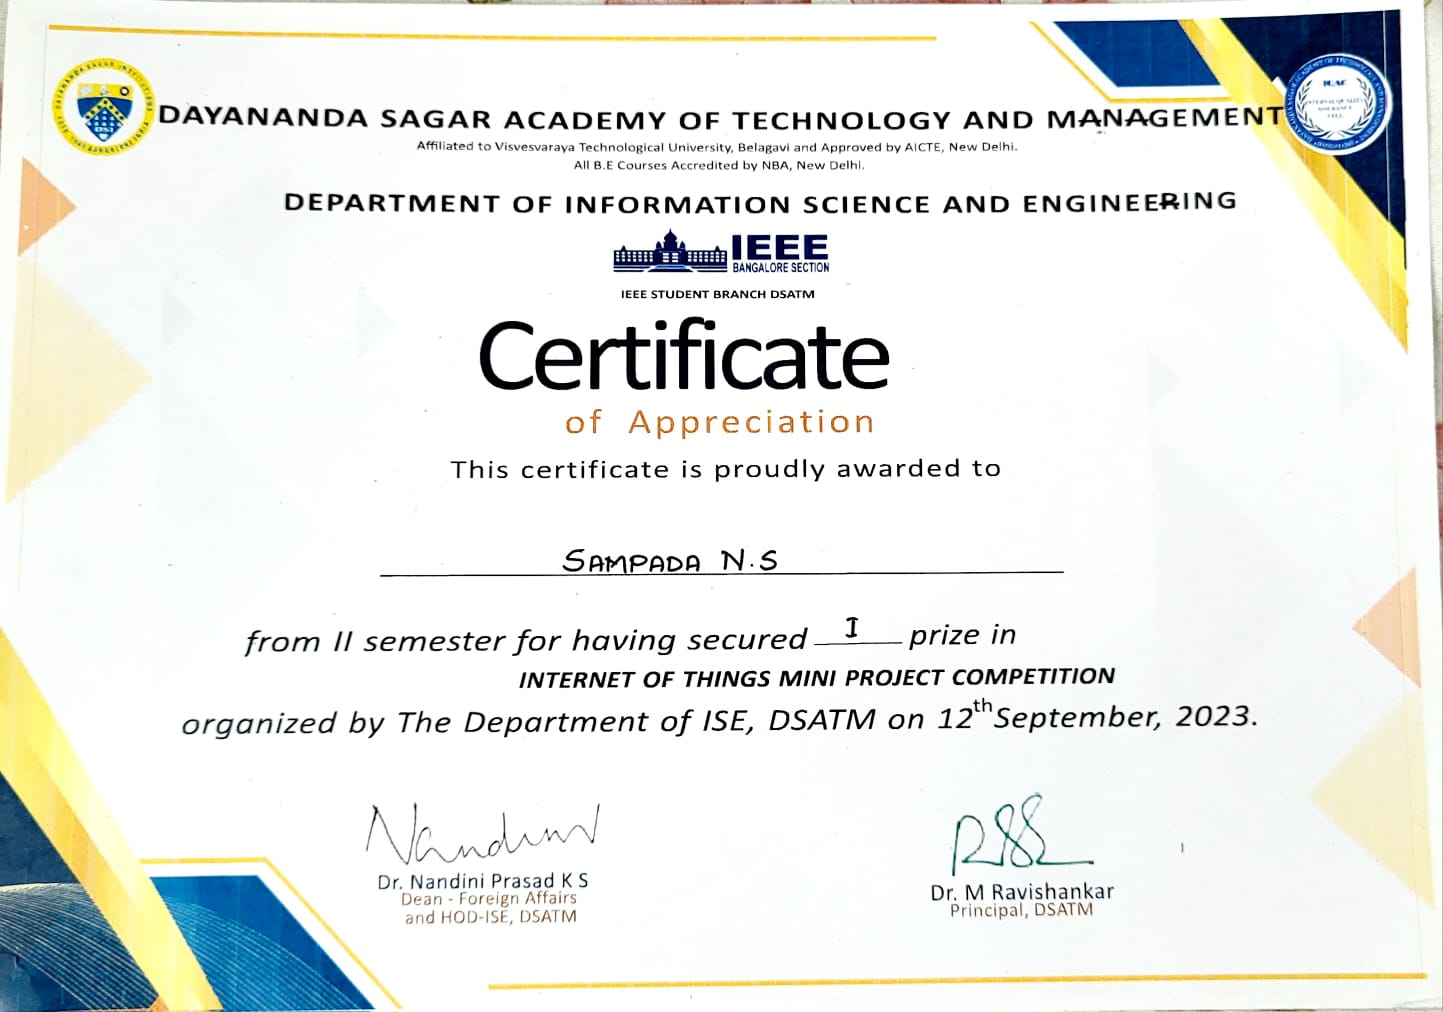 DAYANANDA SAGAR ACADEMY OF TECHNOLOGY AND MANAGEMENT
Affiliated to Visvesvaraya Technological University, Belagavi and Approved by AICTE, New Delhi.
All B.E Courses Accredited by NBA, New Delhi.
DEPARTMENT OF INFORMATION SCIENCE AND ENGINEERING
IEEE
BANGALORE SECTION
IEEE STUDENT BRANCH DSATM
Certificate
of Appreciation
This certificate is proudly awarded to
SAMPADA N.S
from II semester for having secured I prize in
INTERNET OF THINGS MINI PROJECT COMPETITION
organized by The Department of ISE, DSATM on 12th September, 2023.
Dr. Nandini Prasad K S
Dean - Foreign Affairs
and HOD-ISE, DSATM
Dr. M Ravishankar
Principal, DSATM